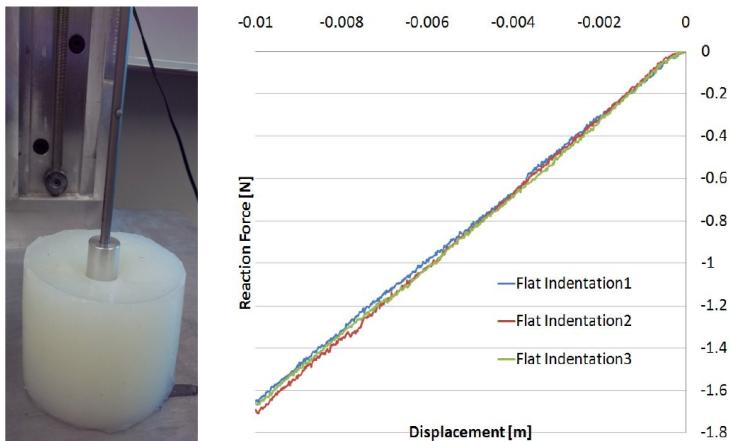 -0.01 -0.008 -0.006 -0.004 -0.002 0
0
-0.2
-0.4
-0.6
-0.8
-1
-1.2
-1.4
-1.6
-1.8
Reaction Force [N]
Flat Indentation1
Flat Indentation2
Flat Indentation3
Displacement [m]